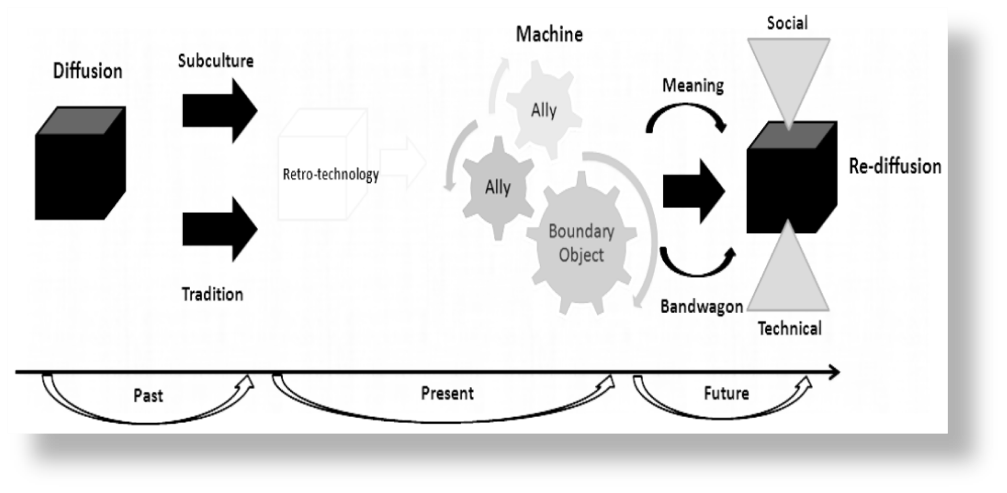 Diffusion
Subculture
Tradition
Retro-technology
Machine
Ally
Ally
Boundary
Object
Meaning
Bandwagon
Social
Re-diffusion
Technical
Past
Present
Future